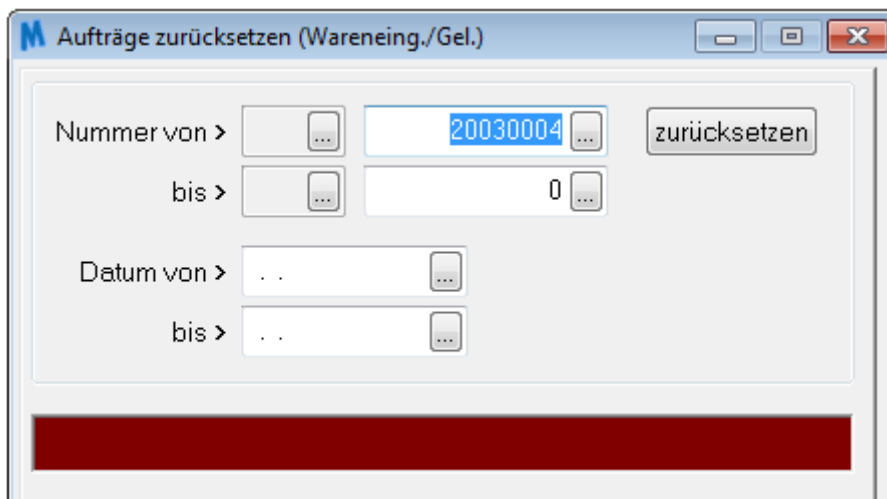 M Aufträge zurücksetzen (Wareneing./Gel.)
Nummer von > ... 20030004 ... zurücksetzen
bis > ... 0 ...
Datum von > . . ...
bis > . . ...